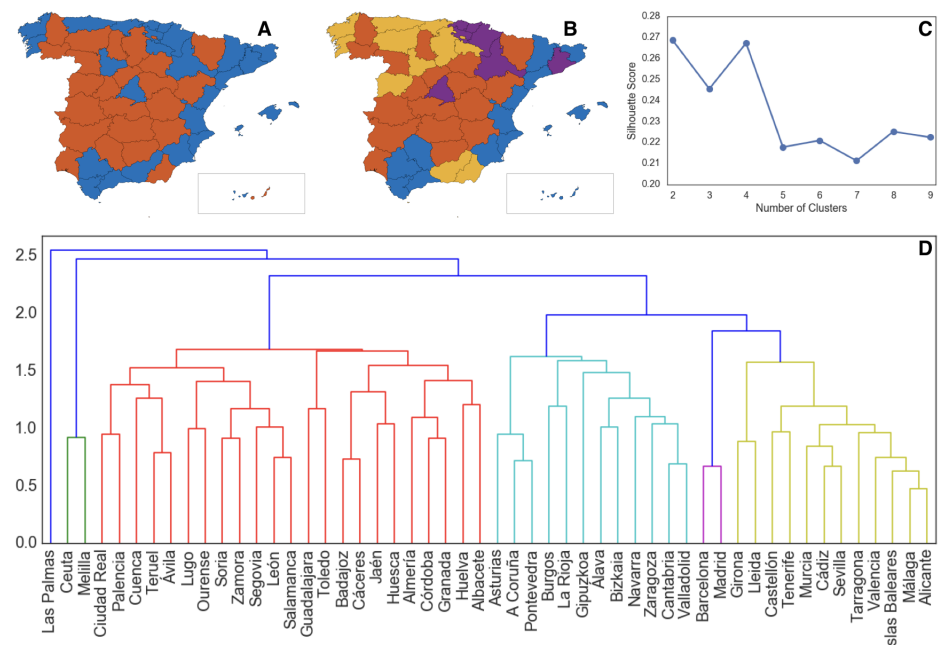 A
B
C
Silhouette Score
0.28
0.26
0.25
0.24
0.23
0.22
0.21
0.20
2 3 4 5 6 7 8 9
Number of Clusters
D
2.5
2.0
1.5
1.0
0.5
0.0
Las Palmas
Ceuta
Melilla
Ciudad Real
Palencia
Cuenca
Teruel
Ávila
Lugo
Ourense
Soria
Zamora
Segovia
León
Salamanca
Guadalajara
Toledo
Badajoz
Cáceres
Jaén
Huesca
Almería
Córdoba
Granada
Huelva
Albacete
Asturias
A Coruña
Pontevedra
Burgos
La Rioja
Gipuzkoa
Alava
Bizkaia
Navarra
Zaragoza
Cantabria
Valladolid
Barcelona
Madrid
Girona
Lleida
Castellón
Tenerife
Murcia
Cádiz
Sevilla
Tarragona
Valencia
Islas Baleares
Málaga
Alicante